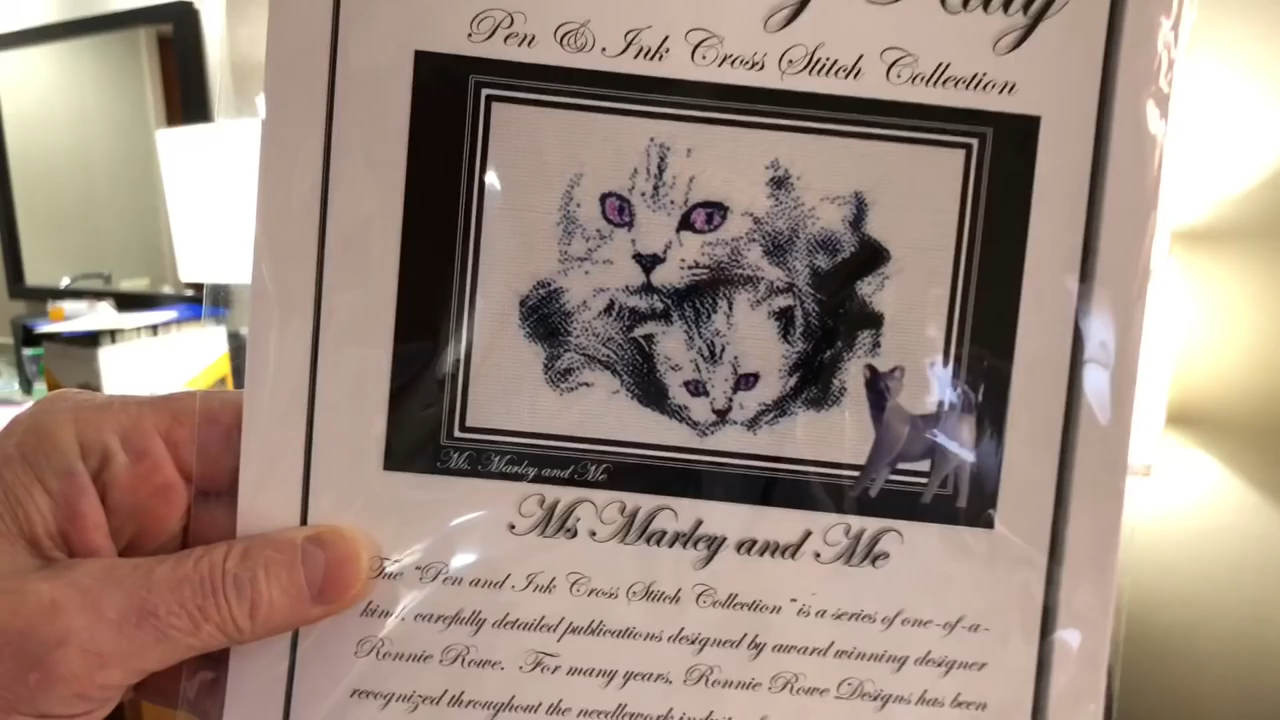 Pen & Ink Cross Stitch Collection
Ms. Marley and Me
Ms Marley and Me
The "Pen and Ink Cross Stitch Collection" is a series of one-of-a-
kind, carefully detailed publications designed by award winning designer
Ronnie Rowe. For many years, Ronnie Rowe Designs has been
recognized throughout the needlework